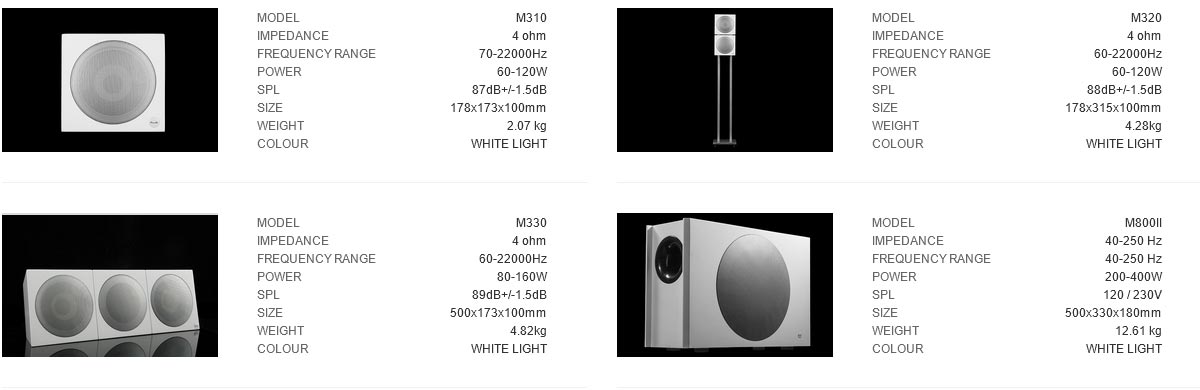 MODEL M310
IMPEDANCE 4 ohm
FREQUENCY RANGE 70-22000Hz
POWER 60-120W
SPL 87dB+/-1.5dB
SIZE 178x173x100mm
WEIGHT 2.07 kg
COLOUR WHITE LIGHT
MODEL M320
IMPEDANCE 4 ohm
FREQUENCY RANGE 60-22000Hz
POWER 60-120W
SPL 88dB+/-1.5dB
SIZE 178x315x100mm
WEIGHT 4.28kg
COLOUR WHITE LIGHT
MODEL M330
IMPEDANCE 4 ohm
FREQUENCY RANGE 60-22000Hz
POWER 80-160W
SPL 89dB+/-1.5dB
SIZE 500x173x100mm
WEIGHT 4.82kg
COLOUR WHITE LIGHT
MODEL M800II
IMPEDANCE 40-250 Hz
FREQUENCY RANGE 40-250 Hz
POWER 200-400W
SPL 120 / 230V
SIZE 500x330x180mm
WEIGHT 12.61 kg
COLOUR WHITE LIGHT